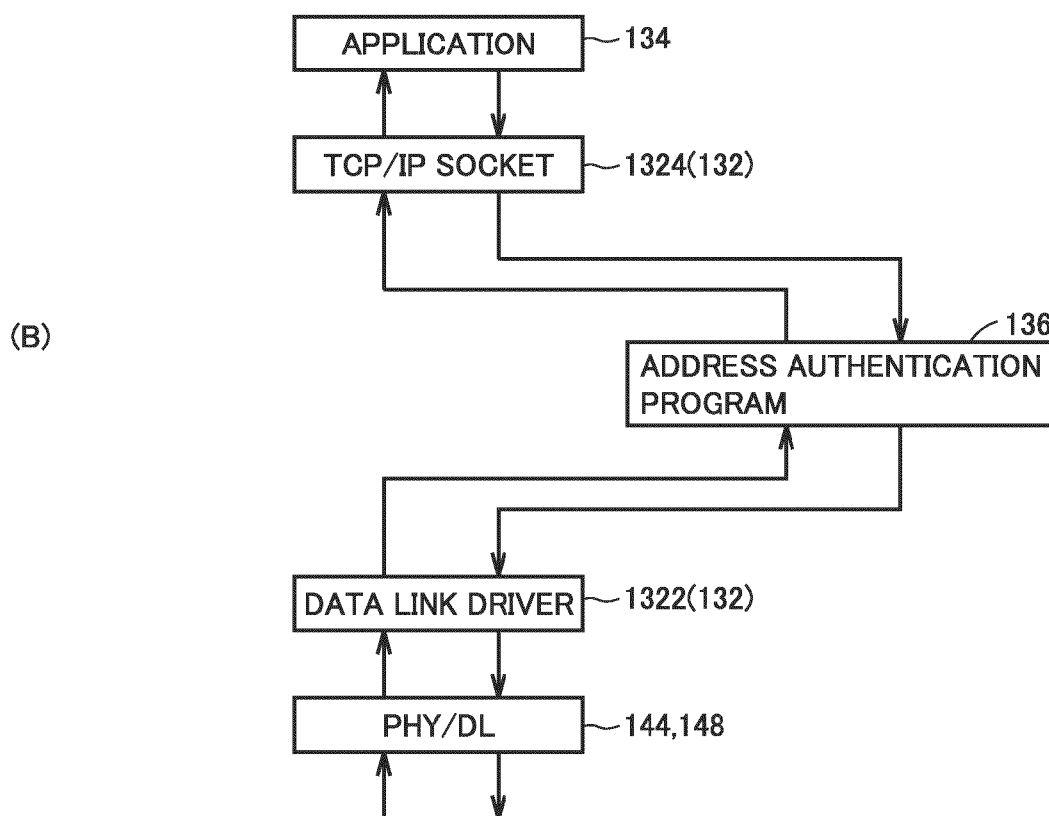 APPLICATION
134
TCP/IP SOCKET
1324(132)
(B)
136
ADDRESS AUTHENTICATION
PROGRAM
DATA LINK DRIVER
1322(132)
PHY/DL
144,148